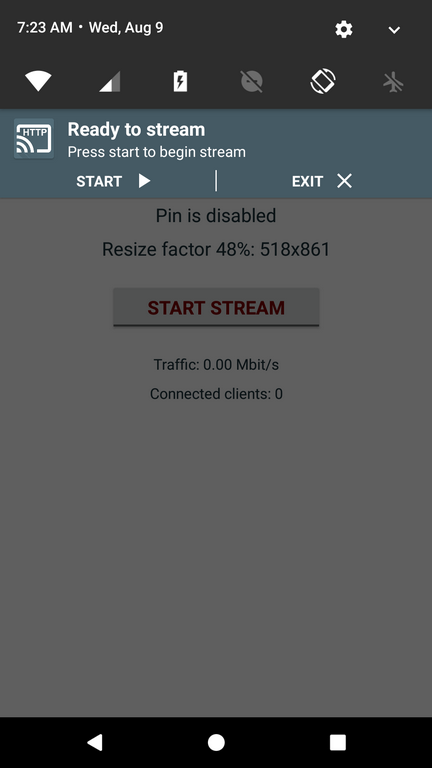 7:23 AM • Wed, Aug 9
HTTP
Ready to stream
Press start to begin stream
START
EXIT
Pin is disabled
Resize factor 48%: 518x861
START STREAM
Traffic: 0.00 Mbit/s
Connected clients: 0